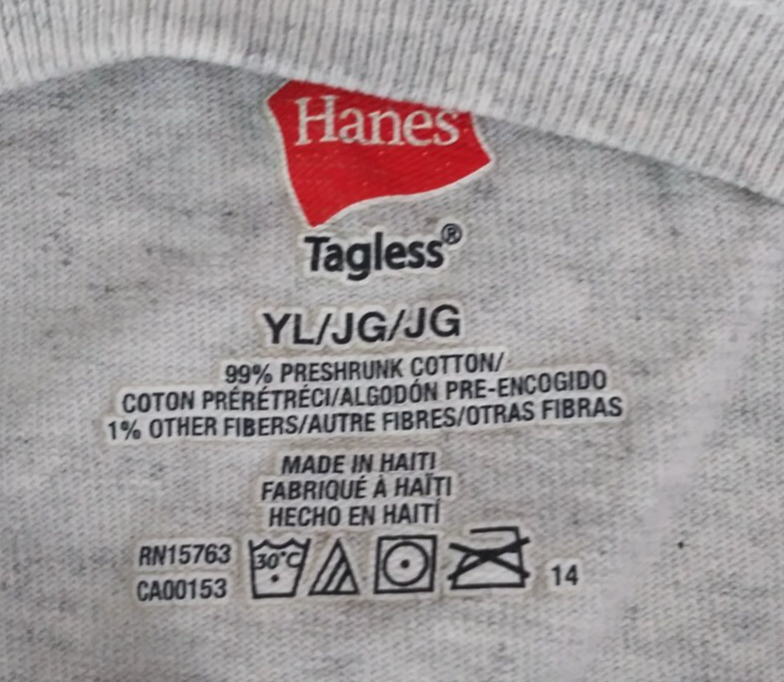 Hanes
Tagless®
YL/JG/JG
99% PRESHRUNK COTTON/
COTON PRÉRÉTRÉCI/ALGODÓN PRE-ENCOGIDO
1% OTHER FIBERS/AUTRE FIBRES/OTRAS FIBRAS
MADE IN HAITI
FABRIQUÉ À HAÏTI
HECHO EN HAITÍ
RN15763
30°C
CA00153
14